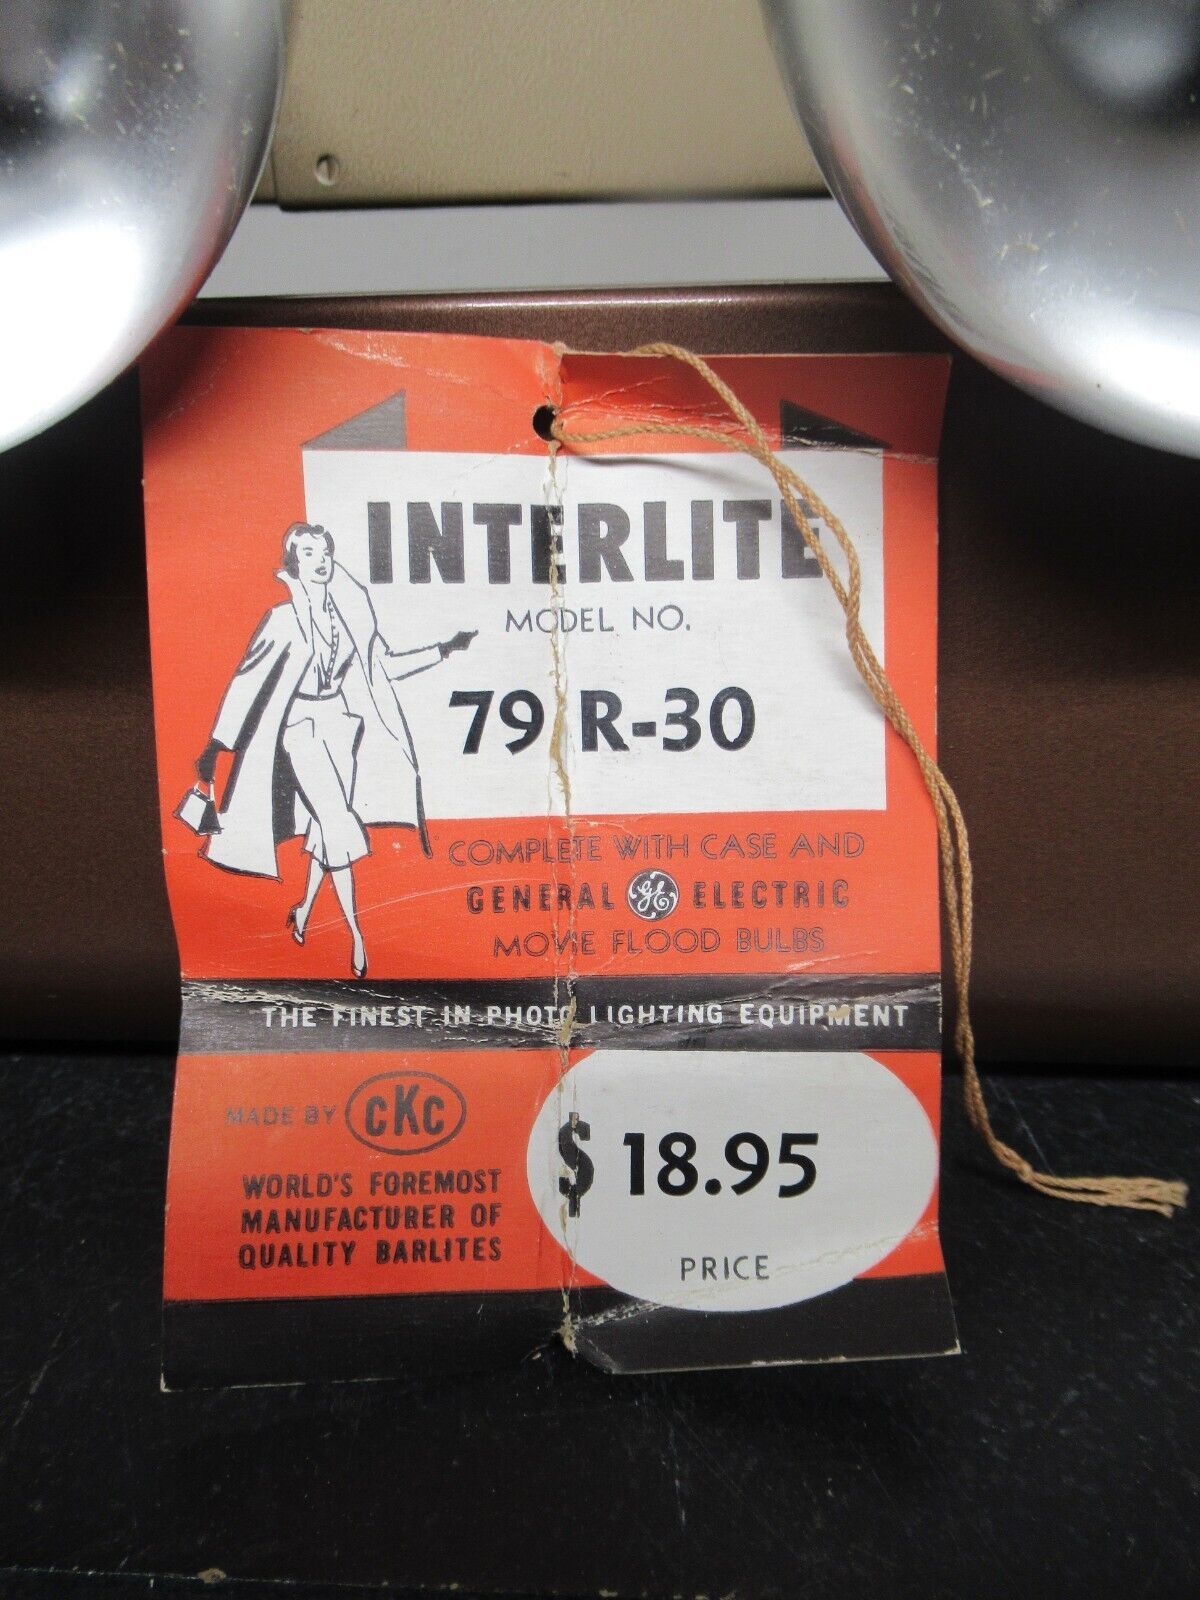 INTERLITE
MODEL NO.
79 R-30
COMPLETE WITH CASE AND
GENERAL GE ELECTRIC
MOVIE FLOOD BULBS
THE FINEST IN PHOTO LIGHTING EQUIPMENT
MADE BY CKC
WORLD'S FOREMOST
MANUFACTURER OF
QUALITY BARLITES
$ 18.95
PRICE